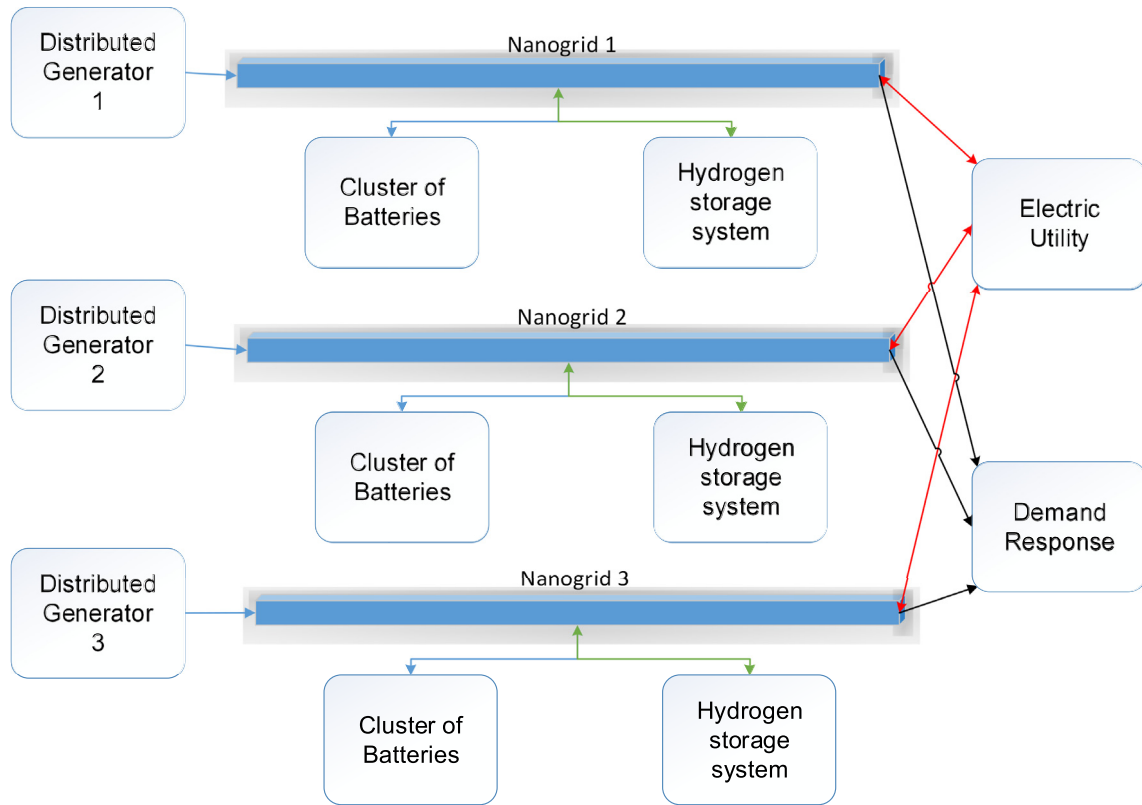 Distributed
Generator
1
Nanogrid 1
Cluster of
Batteries
Hydrogen
storage
system
Electric
Utility
Distributed
Generator
2
Nanogrid 2
Cluster of
Batteries
Hydrogen
storage
system
Demand
Response
Distributed
Generator
3
Nanogrid 3
Cluster of
Batteries
Hydrogen
storage
system